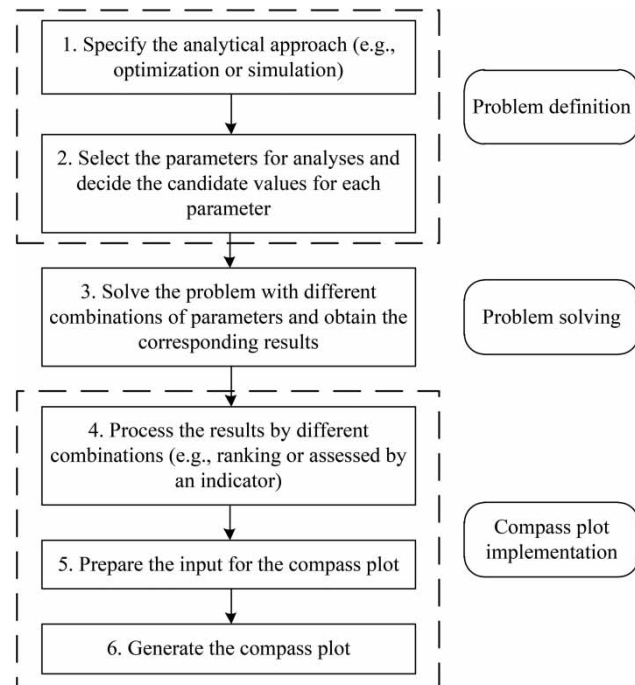 1. Specify the analytical approach (e.g.,
optimization or simulation)
Problem definition
2. Select the parameters for analyses and
decide the candidate values for each
parameter
3. Solve the problem with different
combinations of parameters and obtain the
corresponding results
Problem solving
4. Process the results by different
combinations (e.g., ranking or assessed by
an indicator)
Compass plot
implementation
5. Prepare the input for the compass plot
6. Generate the compass plot